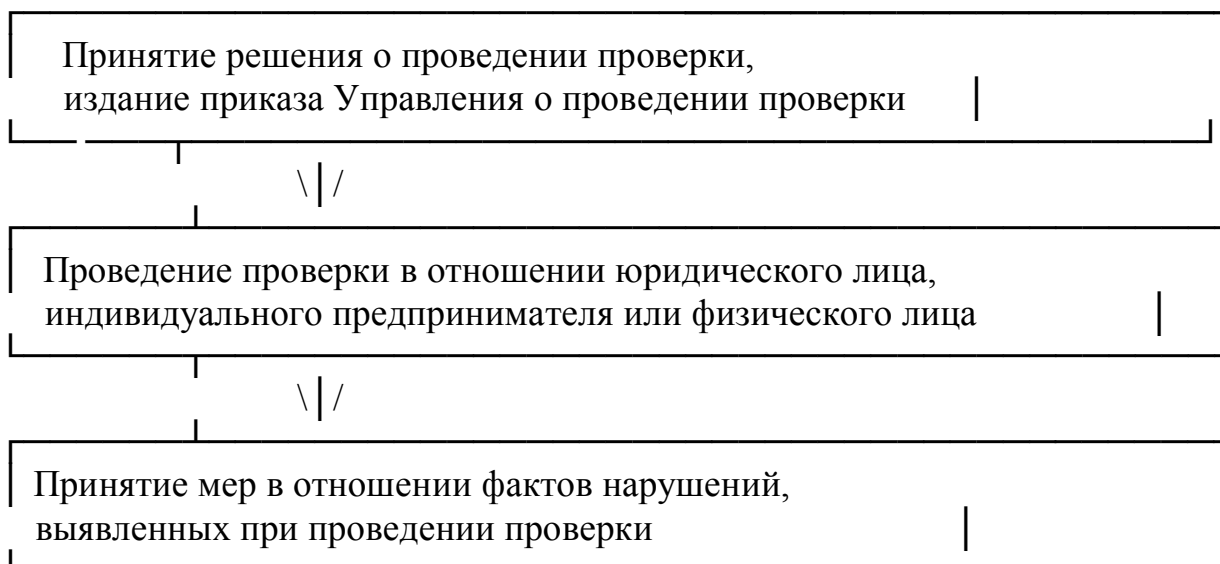 Принятие решения о проведении проверки,
издание приказа Управления о проведении проверки
\|/
Проведение проверки в отношении юридического лица,
индивидуального предпринимателя или физического лица
\|/
Принятие мер в отношении фактов нарушений,
выявленных при проведении проверки